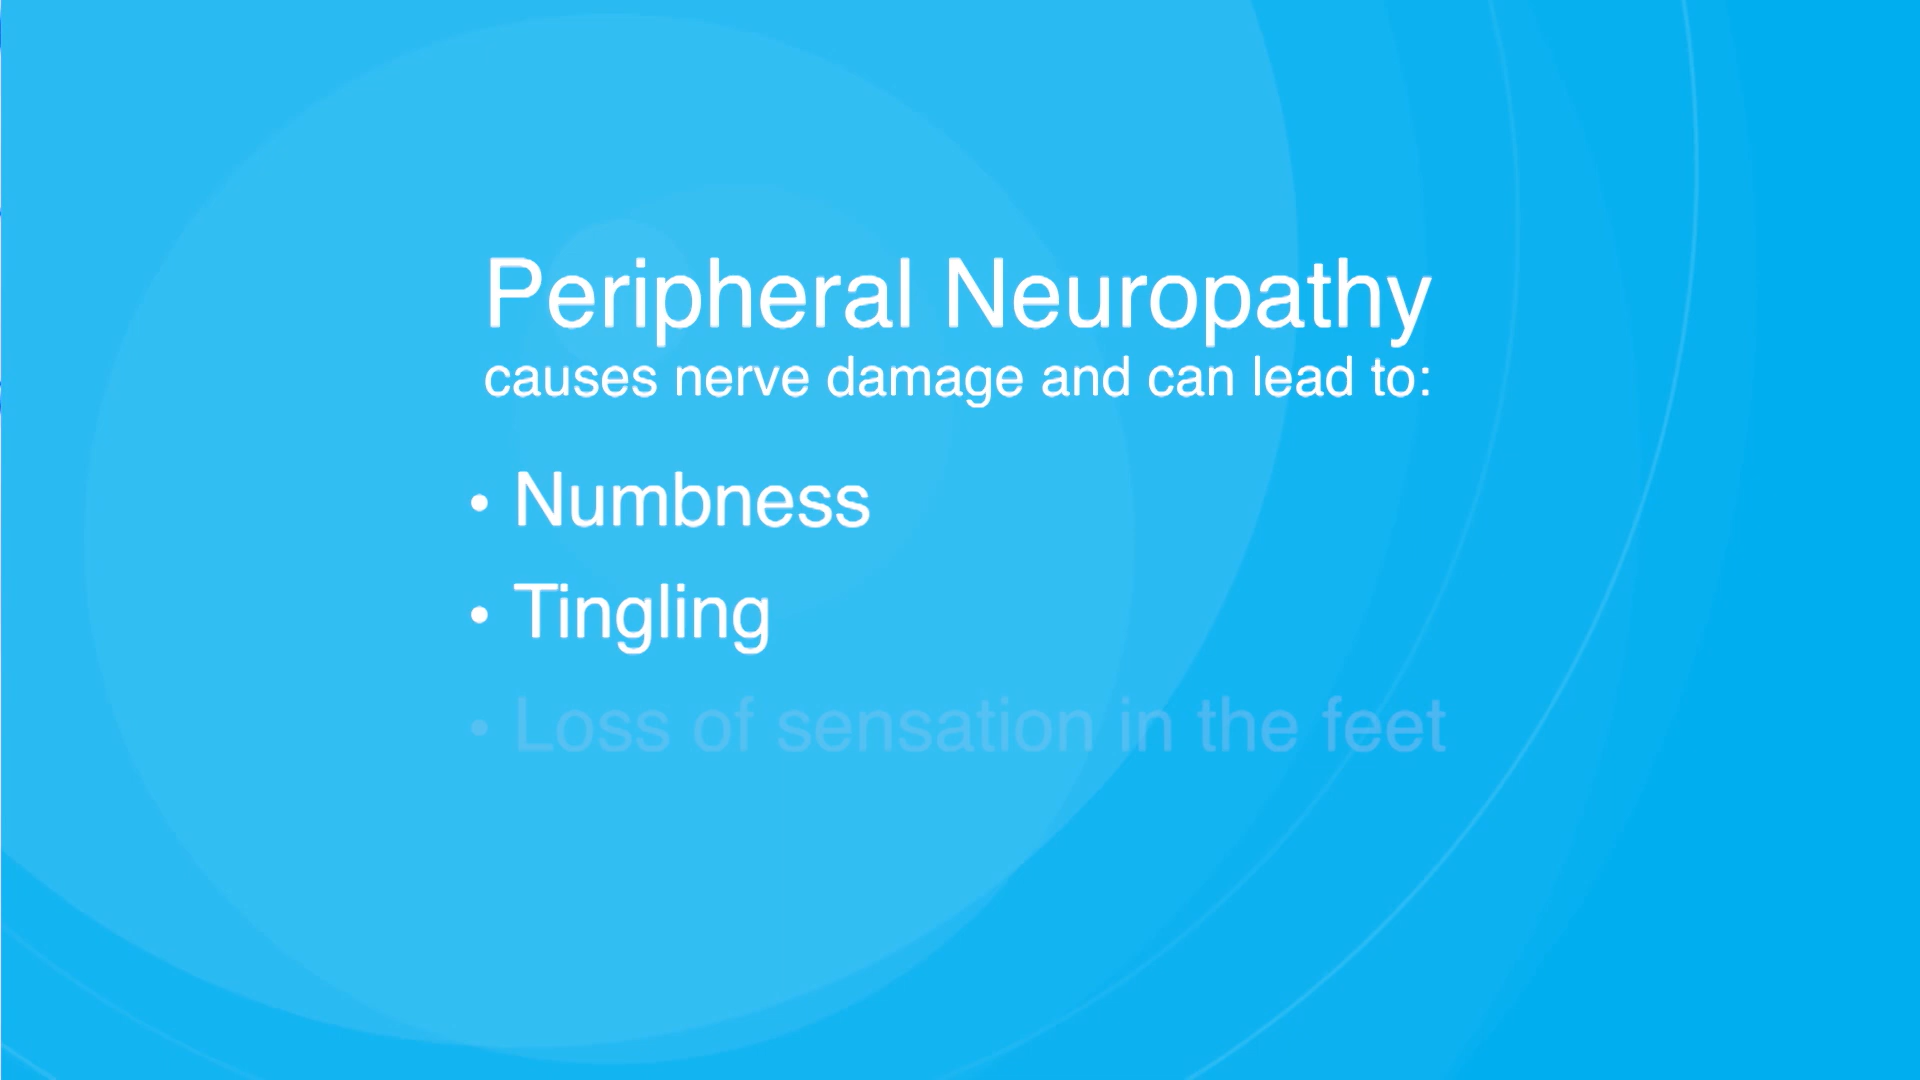 Peripheral Neuropathy
causes nerve damage and can lead to:
• Numbness
• Tingling
• Loss of sensation in the feet